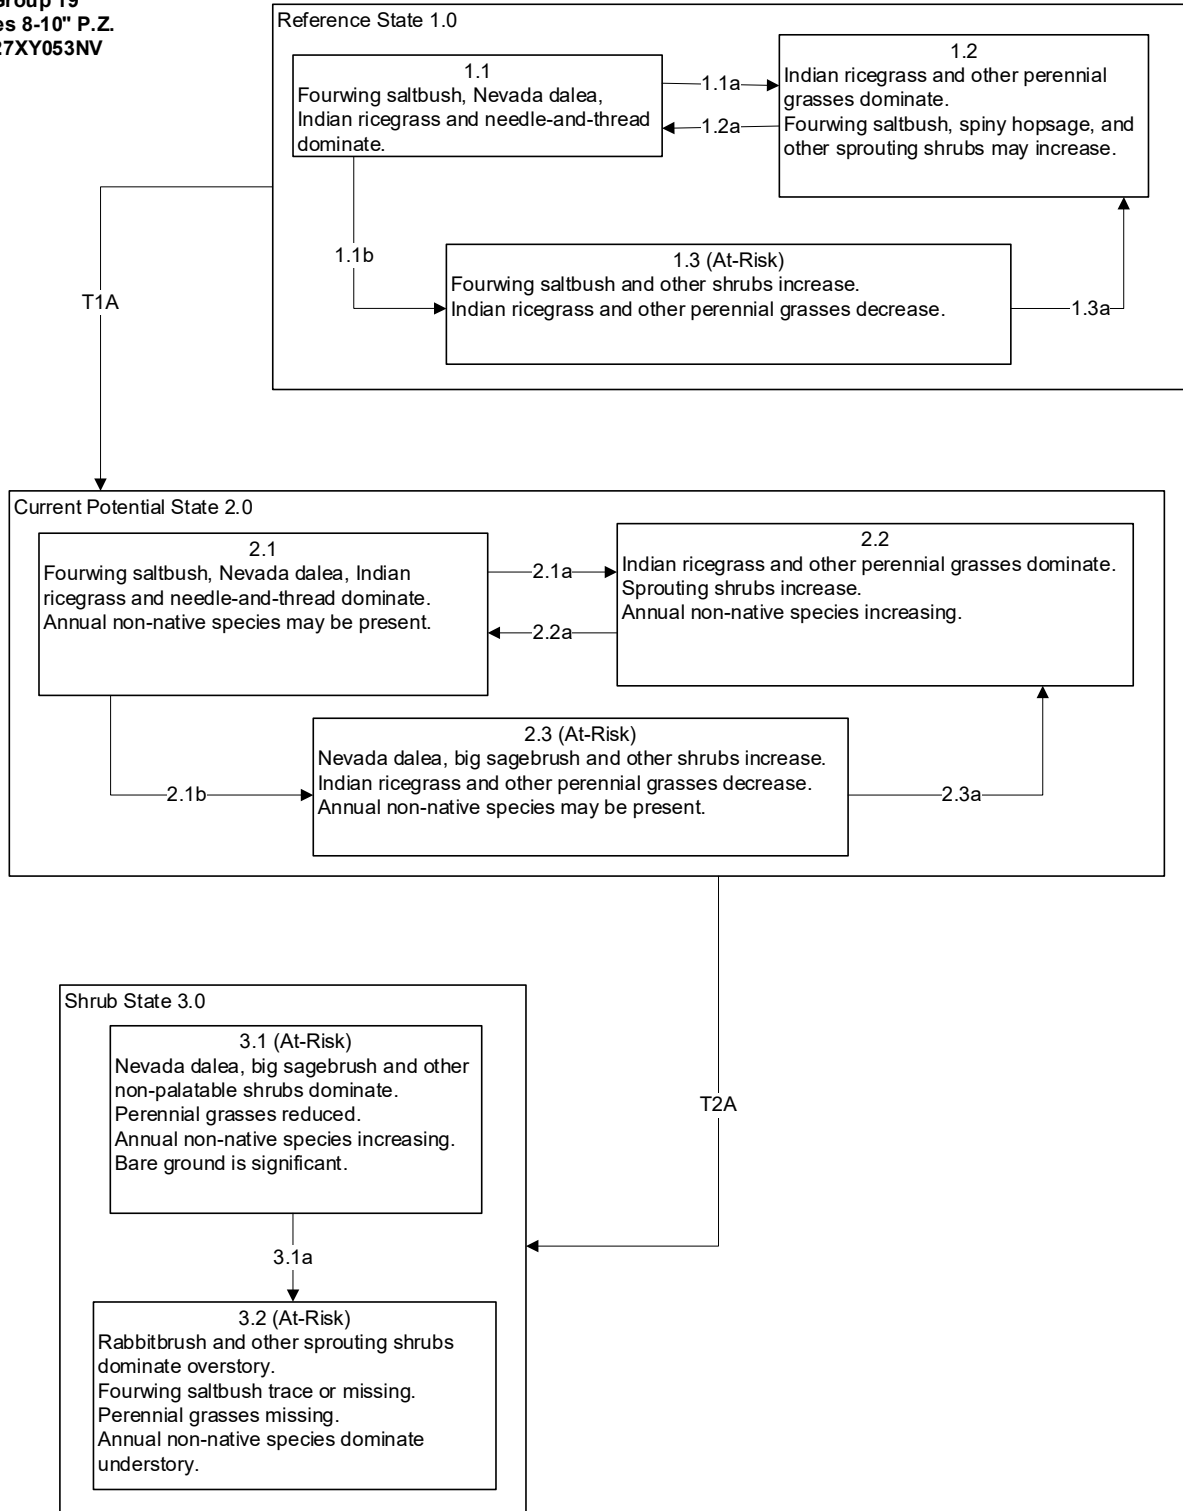 Group 19
es 8-10" P.Z.
27XY053NV
Reference State 1.0
1.1
Fourwing saltbush, Nevada dalea,
Indian ricegrass and needle-and-thread
dominate.
1.1a
1.2a
1.2
Indian ricegrass and other perennial
grasses dominate.
Fourwing saltbush, spiny hopsage, and
other sprouting shrubs may increase.
1.1b
1.3 (At-Risk)
Fourwing saltbush and other shrubs increase.
Indian ricegrass and other perennial grasses decrease.
1.3a
T1A
Current Potential State 2.0
2.1
Fourwing saltbush, Nevada dalea, Indian
ricegrass and needle-and-thread dominate.
Annual non-native species may be present.
2.1a
2.2a
2.2
Indian ricegrass and other perennial grasses dominate.
Sprouting shrubs increase.
Annual non-native species increasing.
2.1b
2.3 (At-Risk)
Nevada dalea, big sagebrush and other shrubs increase.
Indian ricegrass and other perennial grasses decrease.
Annual non-native species may be present.
2.3a
T2A
Shrub State 3.0
3.1 (At-Risk)
Nevada dalea, big sagebrush and other
non-palatable shrubs dominate.
Perennial grasses reduced.
Annual non-native species increasing.
Bare ground is significant.
3.1a
3.2 (At-Risk)
Rabbitbrush and other sprouting shrubs
dominate overstory.
Fourwing saltbush trace or missing.
Perennial grasses missing.
Annual non-native species dominate
understory.